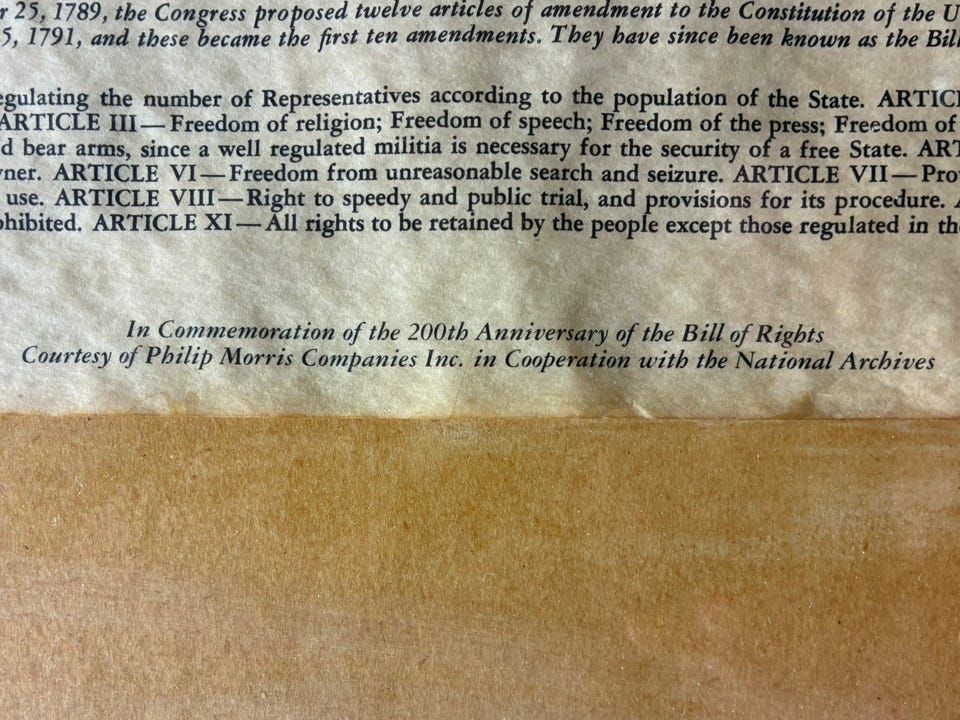 r 25, 1789, the Congress proposed twelve articles of amendment to the Constitution of the U
5, 1791, and these became the first ten amendments. They have since been known as the Bill
egulating the number of Representatives according to the population of the State. ARTIC
ARTICLE III—Freedom of religion; Freedom of speech; Freedom of the press; Freedom of
d bear arms, since a well regulated militia is necessary for the security of a free State. ART
ner. ARTICLE VI—Freedom from unreasonable search and seizure. ARTICLE VII—Pro
use. ARTICLE VIII—Right to speedy and public trial, and provisions for its procedure.
ohibited. ARTICLE XI—All rights to be retained by the people except those regulated in the
In Commemoration of the 200th Anniversary of the Bill of Rights
Courtesy of Philip Morris Companies Inc. in Cooperation with the National Archives